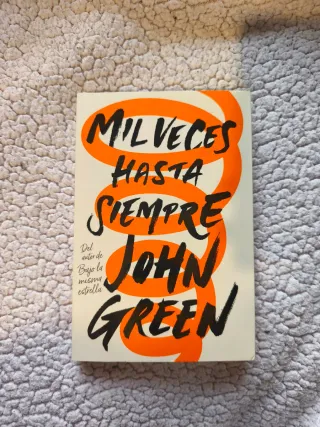 MIL VECES
HASTA
SIEMPRE
Del
autor de
Bajo la
misma
estrella
JOHN
GREEN